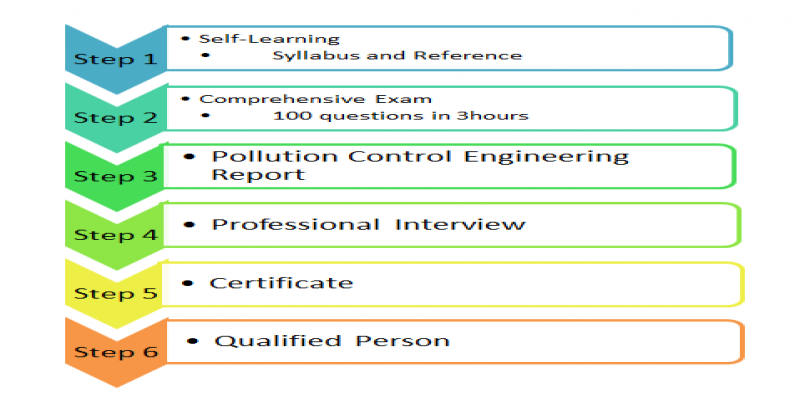 Step 1
• Self-Learning
• Syllabus and Reference
Step 2
• Comprehensive Exam
• 100 questions in 3hours
Step 3
• Pollution Control Engineering
Report
Step 4
• Professional Interview
Step 5
• Certificate
Step 6
• Qualified Person